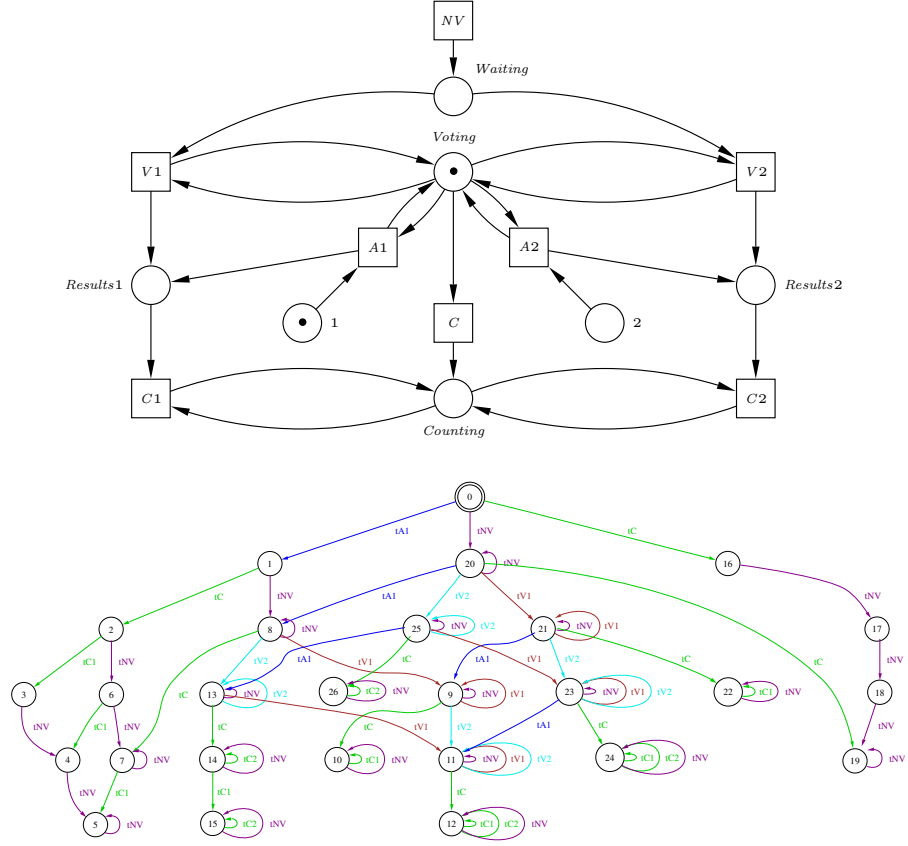 NV
Waiting
Voting
V1
V2
A1
A2
Results1
Results2
1
C
2
C1
C2
Counting
0
tA1
tNV
tC
1
20
tNV
16
tC
tNV
tA1
tV2
tV1
tNV
2
8
tNV
25
tNV
tV2
21
tNV
tV1
17
tC1
tNV
tV2
tV1
tC
tA1
tV1
tV2
tC
tC
tNV
3
6
13
tNV
tV2
26
tC2
tNV
9
tNV
tV1
23
tNV
tV1
tV2
22
tC1
tNV
18
tNV
tC1
tNV
tC
tC
tV1
tV2
tA1
tC
tNV
4
7
tNV
14
tC2
tNV
10
tC1
tNV
11
tNV
tV1
tV2
24
tC1
tC2
tNV
19
tNV
tNV
tC1
tC1
tC
5
tNV
15
tC2
tNV
12
tC1
tC2
tNV